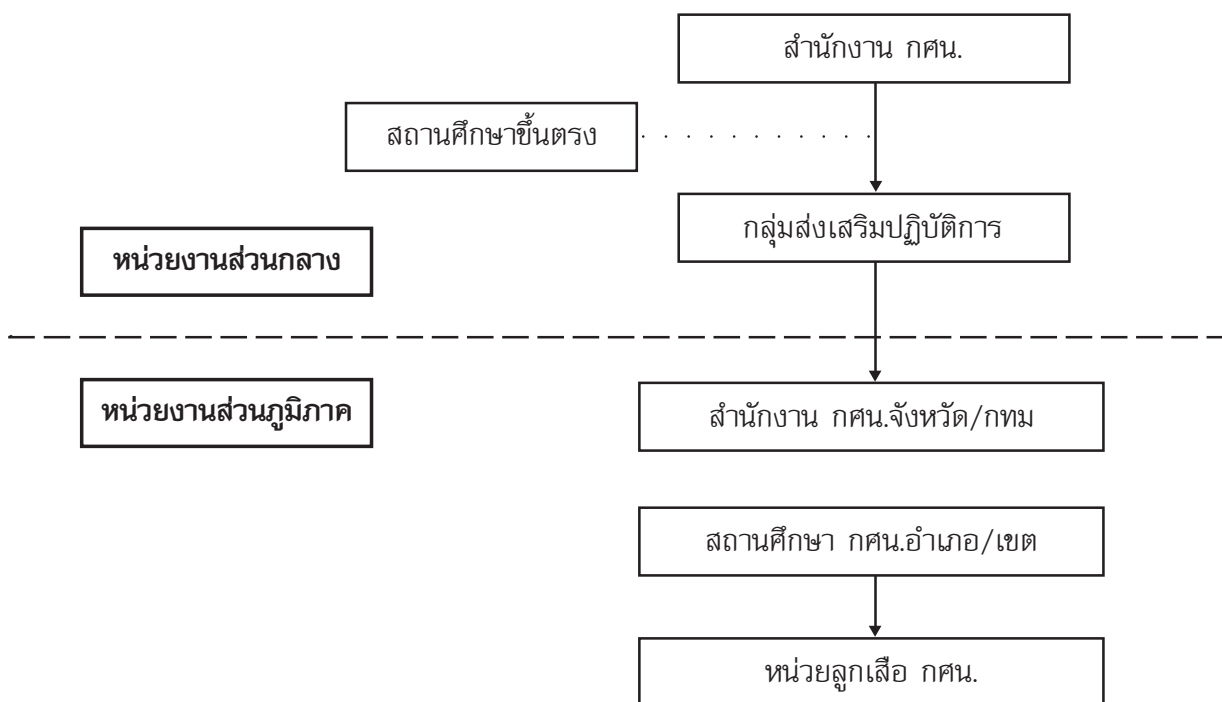 สำนักงาน กศน.
สถานศึกษาขึ้นตรง
กลุ่มส่งเสริมปฏิบัติการ
หน่วยงานส่วนกลาง
หน่วยงานส่วนภูมิภาค
สำนักงาน กศน.จังหวัด/กทม
สถานศึกษา กศน.อำเภอ/เขต
หน่วยลูกเสือ กศน.